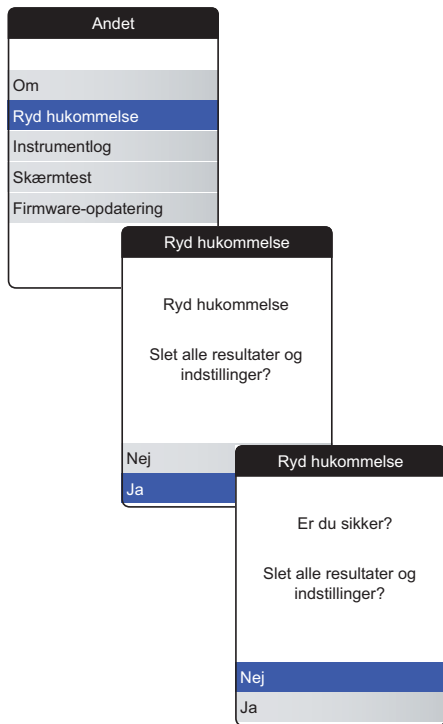 Andet
Om
Ryd hukommelse
Instrumentlog
Skærmtest
Firmware-opdatering
Ryd hukommelse
Ryd hukommelse
Slet alle resultater og
indstillinger?
Nej
Ja
Ryd hukommelse
Er du sikker?
Slet alle resultater og
indstillinger?
Nej
Ja